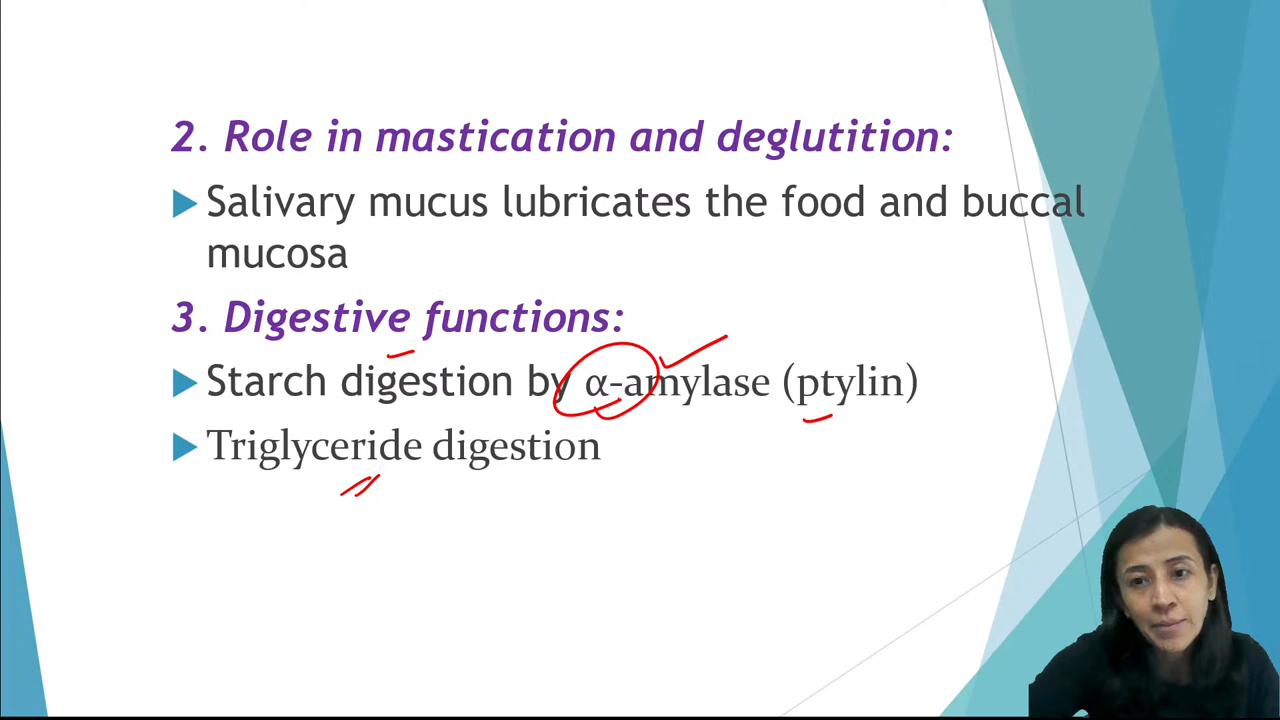 2. Role in mastication and deglutition:
Salivary mucus lubricates the food and buccal
mucosa
3. Digestive functions:
Starch digestion by α-amylase (ptylin)
Triglyceride digestion